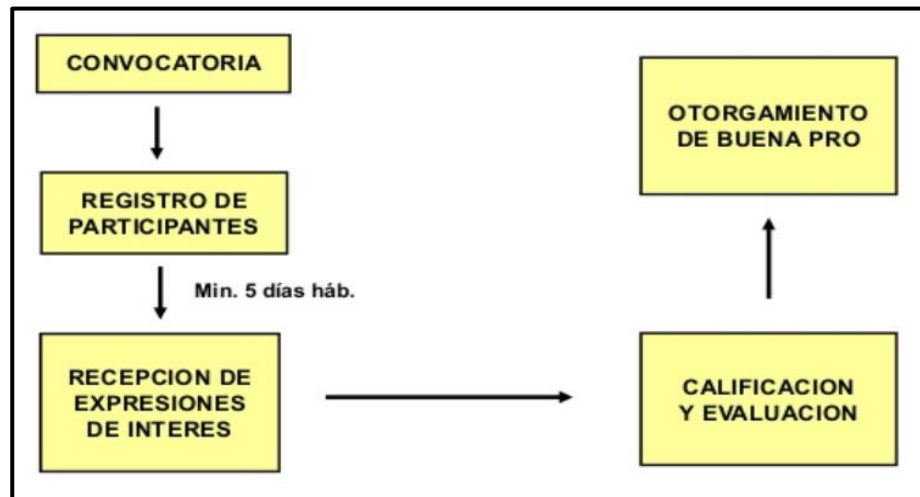 CONVOCATORIA
REGISTRO DE
PARTICIPANTES
Min. 5 días háb.
RECEPCION DE
EXPRESIONES
DE INTERES
CALIFICACION
Y EVALUACION
OTORGAMIENTO
DE BUENA PRO